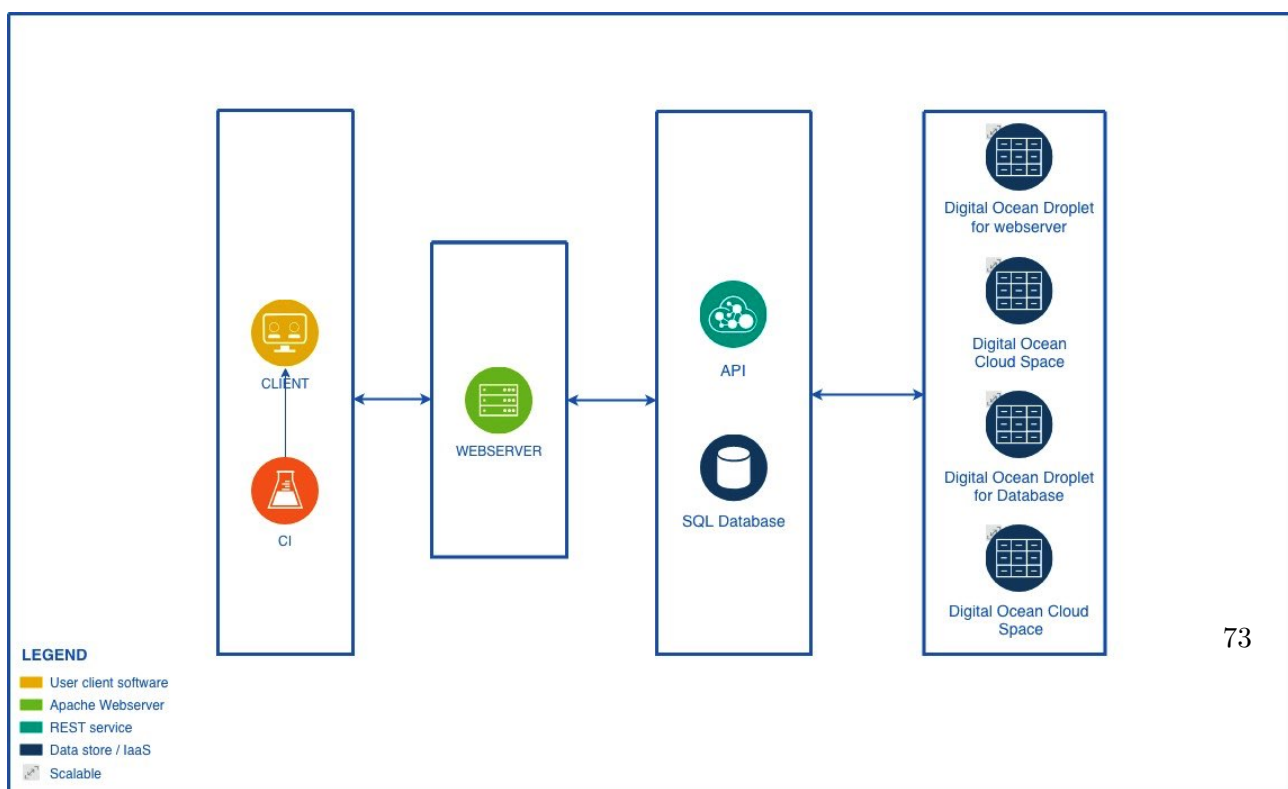 CLIENT
CI
WEBSERVER
API
SQL Database
Digital Ocean Droplet
for webserver
Digital Ocean
Cloud Space
Digital Ocean Droplet
for Database
Digital Ocean Cloud
Space
73
LEGEND
User client software
Apache Webserver
REST service
Data store / IaaS
Scalable